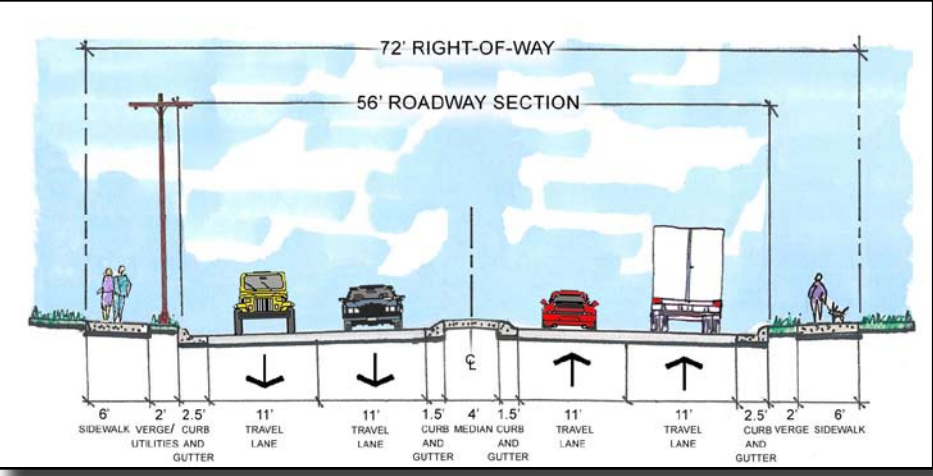 72' RIGHT-OF-WAY
56' ROADWAY SECTION
6'
SIDEWALK
2'
VERGE/
UTILITIES
2.5'
CURB
AND
GUTTER
11'
TRAVEL
LANE
11'
TRAVEL
LANE
1.5'
CURB
AND
GUTTER
4'
MEDIAN
1.5'
CURB
AND
GUTTER
11'
TRAVEL
LANE
11'
TRAVEL
LANE
2.5'
CURB
AND
GUTTER
2'
VERGE
6'
SIDEWALK
℄